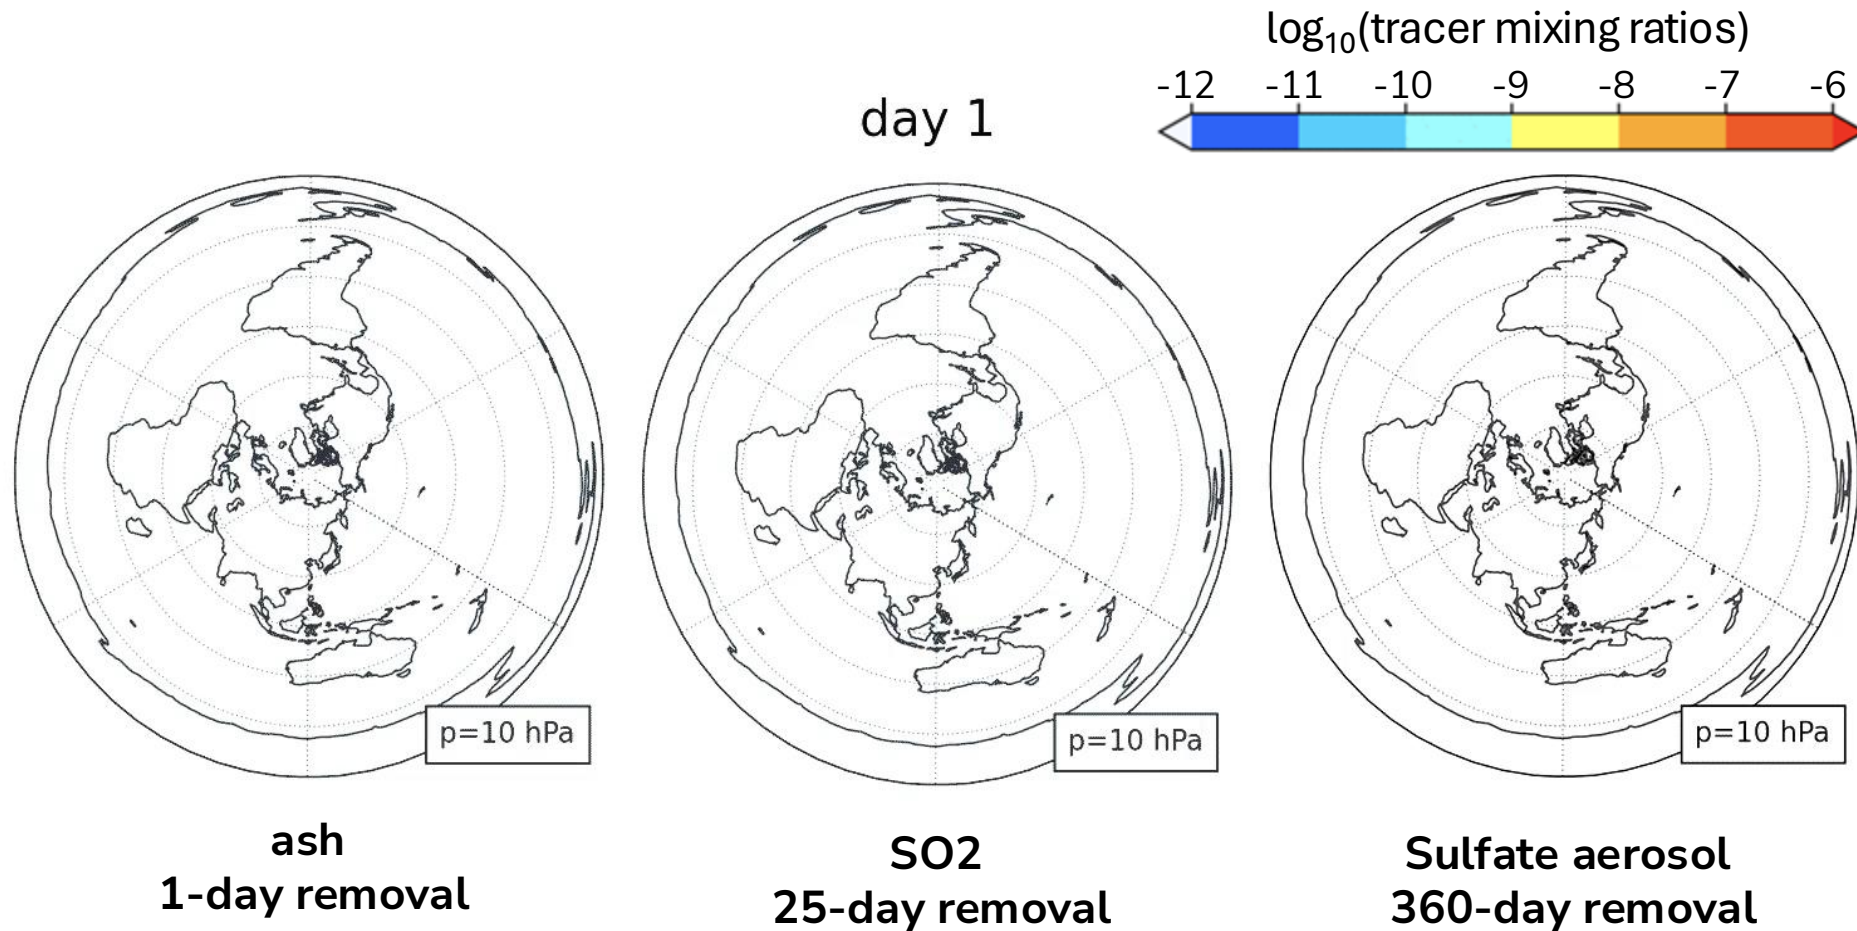 log₁₀(tracer mixing ratios)
-12 -11 -10 -9 -8 -7 -6
day 1
p=10 hPa
p=10 hPa
p=10 hPa
ash
1-day removal
SO2
25-day removal
Sulfate aerosol
360-day removal